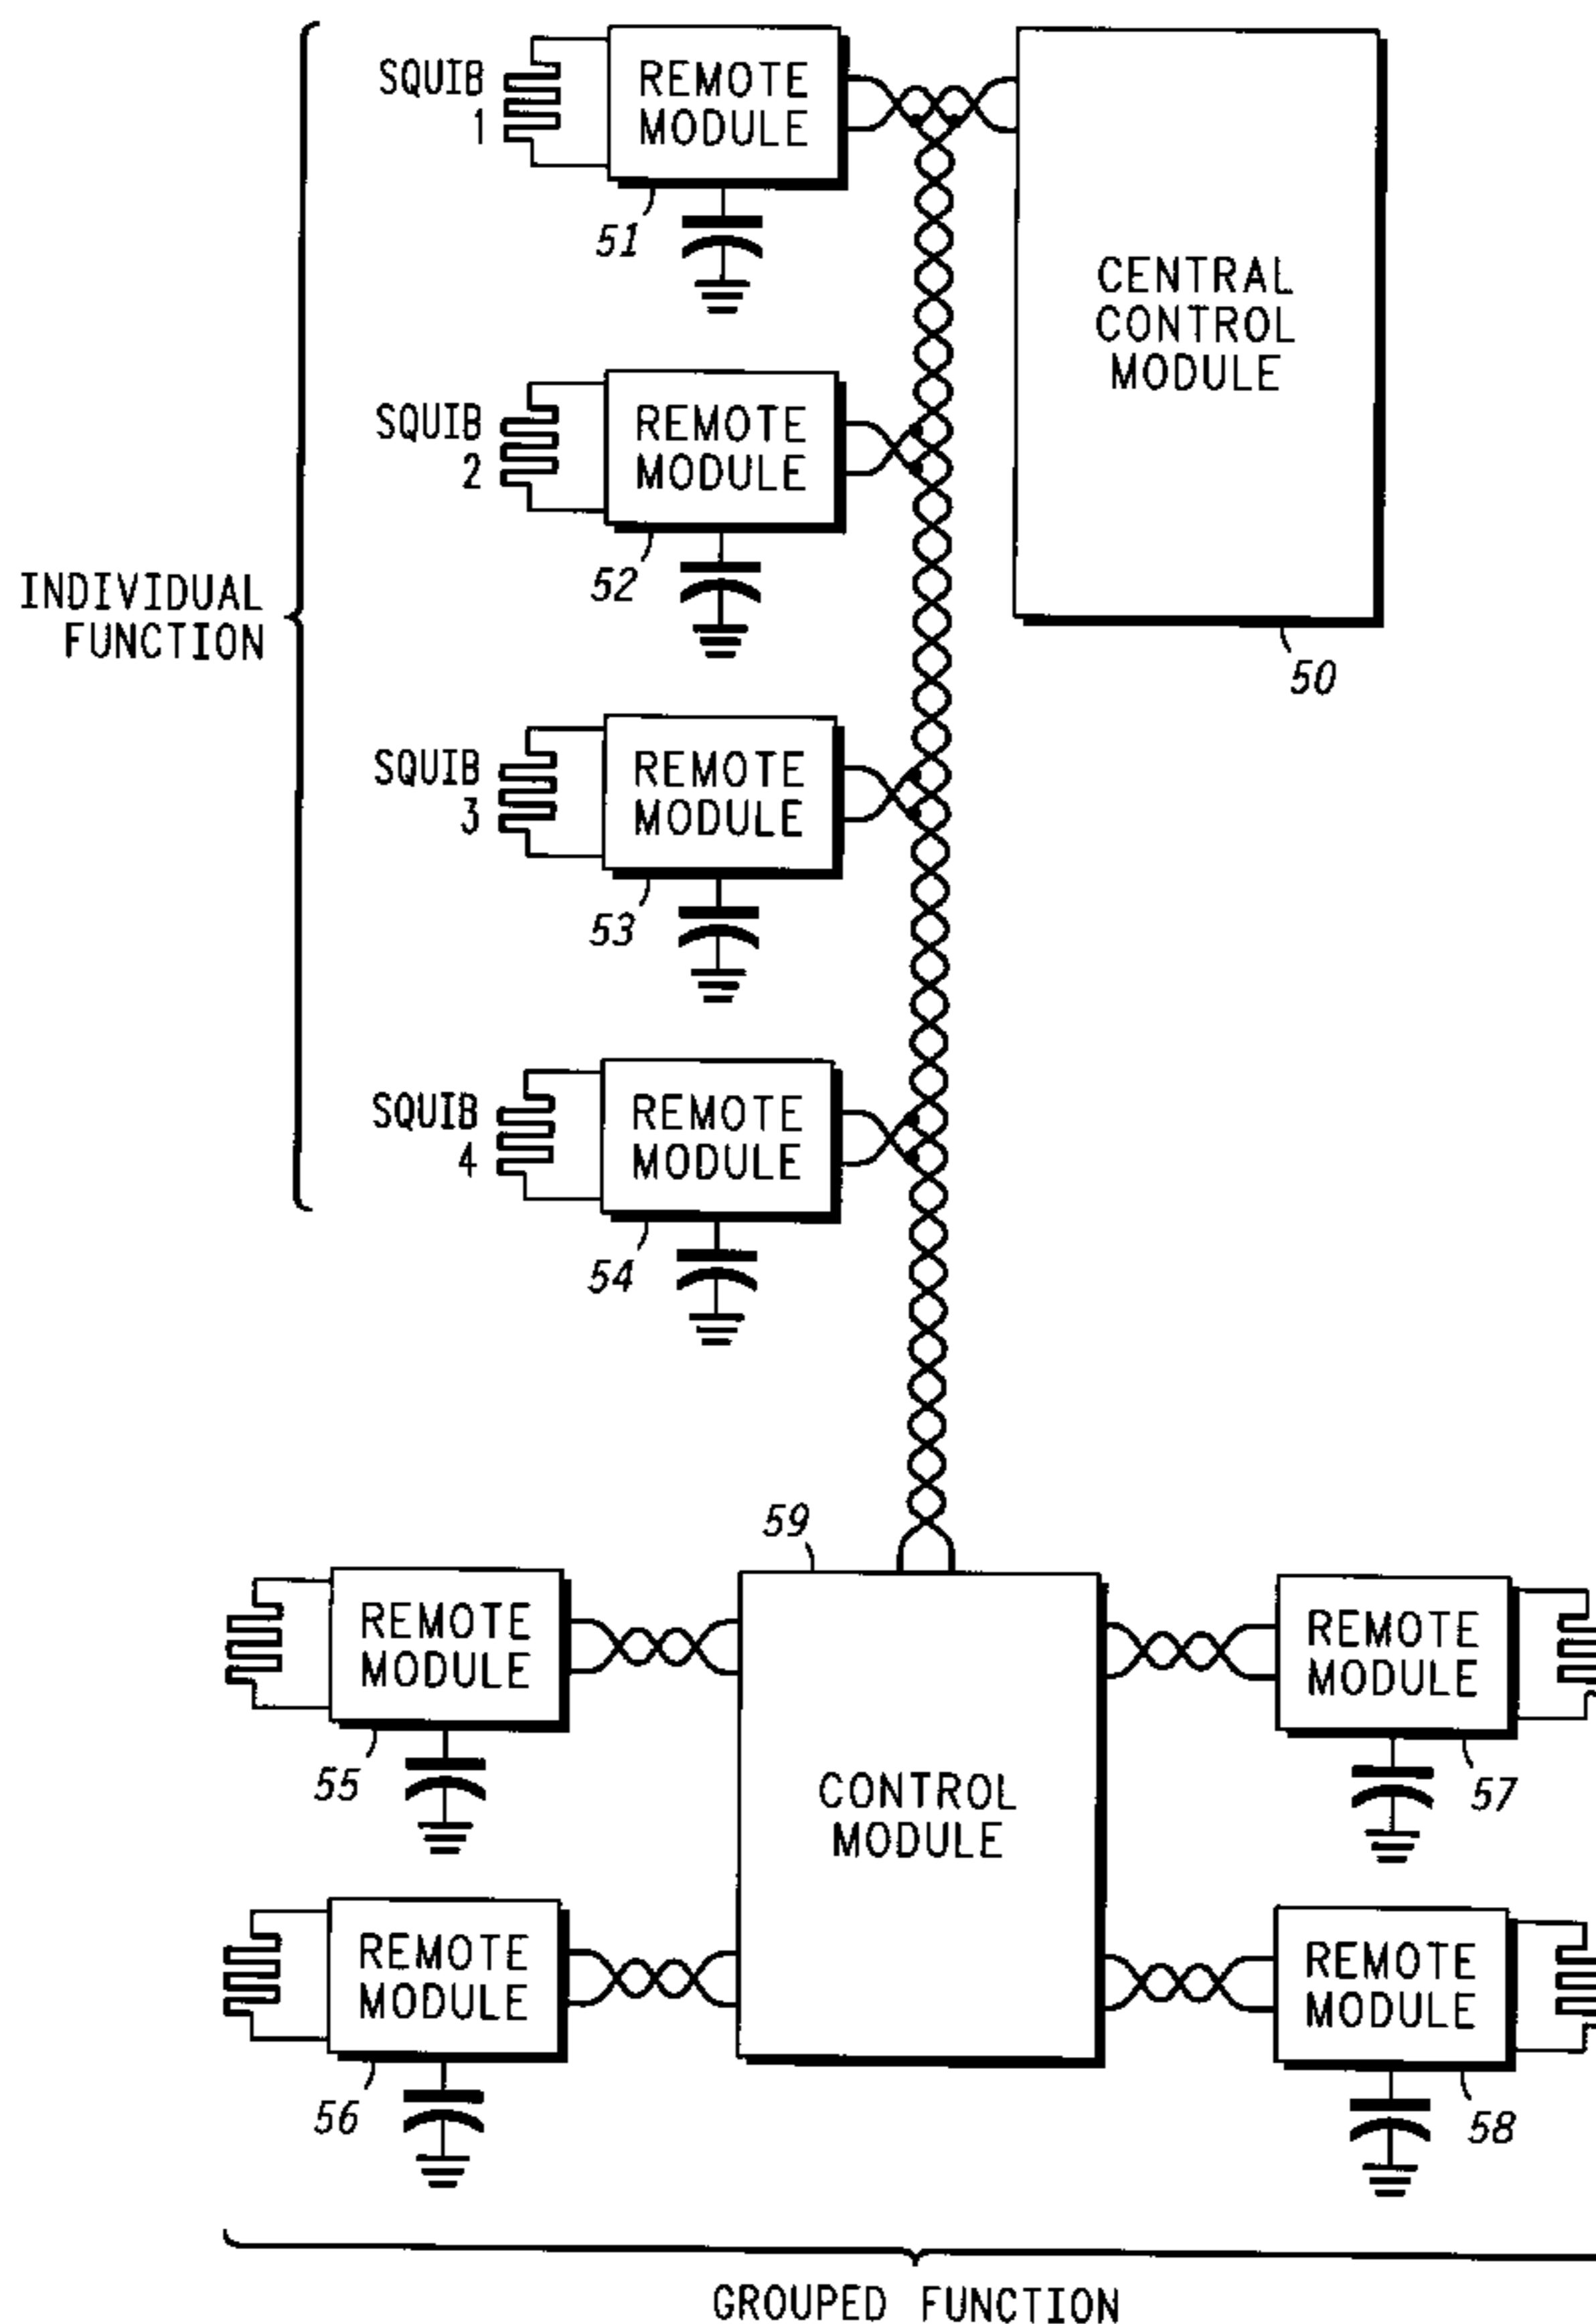 SQUIB
1
REMOTE
MODULE
51
CENTRAL
CONTROL
MODULE
50
SQUIB
2
REMOTE
MODULE
52
INDIVIDUAL
FUNCTION
SQUIB
3
REMOTE
MODULE
53
SQUIB
4
REMOTE
MODULE
54
59
REMOTE
MODULE
55
CONTROL
MODULE
REMOTE
MODULE
57
REMOTE
MODULE
56
REMOTE
MODULE
58
GROUPED FUNCTION